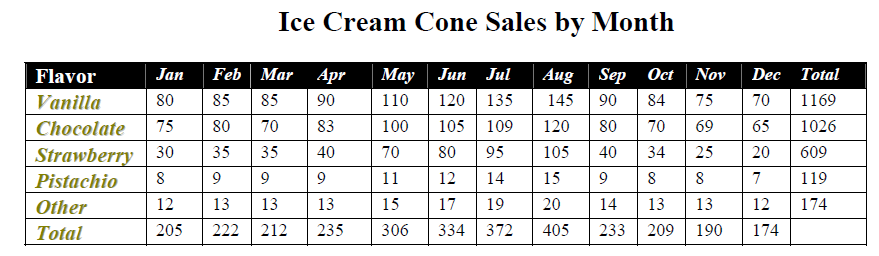 Ice Cream Cone Sales by Month
Flavor Jan Feb Mar Apr May Jun Jul Aug Sep Oct Nov Dec Total
Vanilla 80 85 85 90 110 120 135 145 90 84 75 70 1169
Chocolate 75 80 70 83 100 105 109 120 80 70 69 65 1026
Strawberry 30 35 35 40 70 80 95 105 40 34 25 20 609
Pistachio 8 9 9 9 11 12 14 15 9 8 8 7 119
Other 12 13 13 13 15 17 19 20 14 13 13 12 174
Total 205 222 212 235 306 334 372 405 233 209 190 174